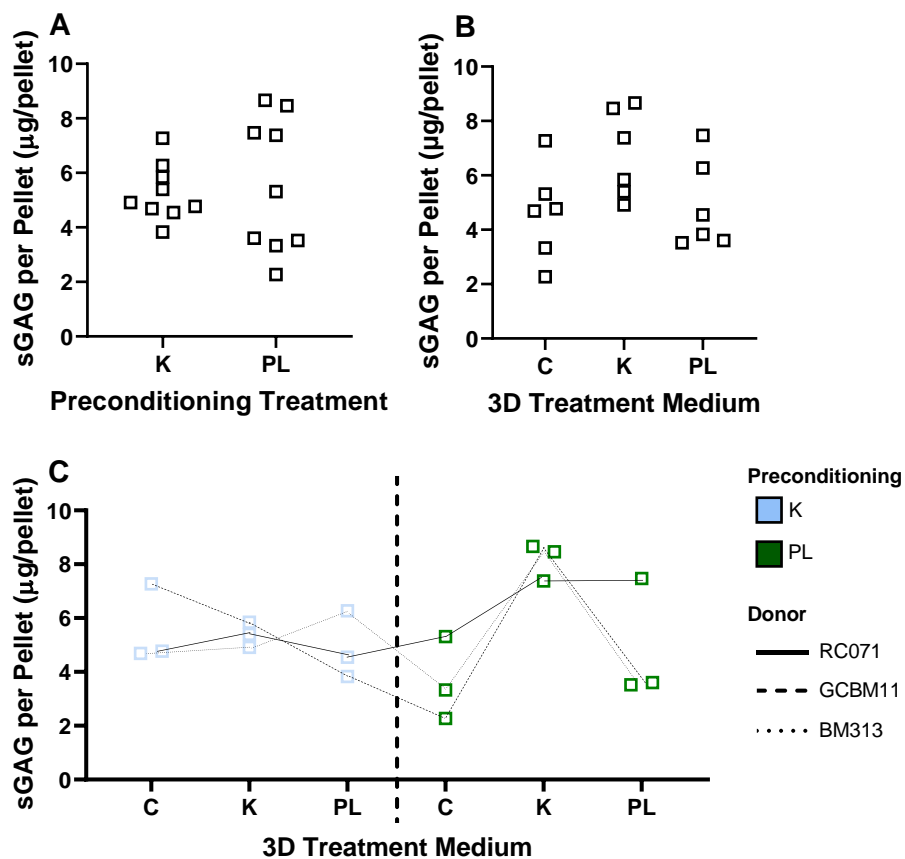 A
sGAG per Pellet (µg/pellet)
10
8
6
4
2
0
K PL
Preconditioning Treatment
B
sGAG per Pellet (µg/pellet)
10
8
6
4
2
0
C K PL
3D Treatment Medium
C
sGAG per Pellet (µg/pellet)
10
8
6
4
2
0
C K PL C K PL
3D Treatment Medium
Preconditioning
K
PL
Donor
RC071
GCBM11
BM313